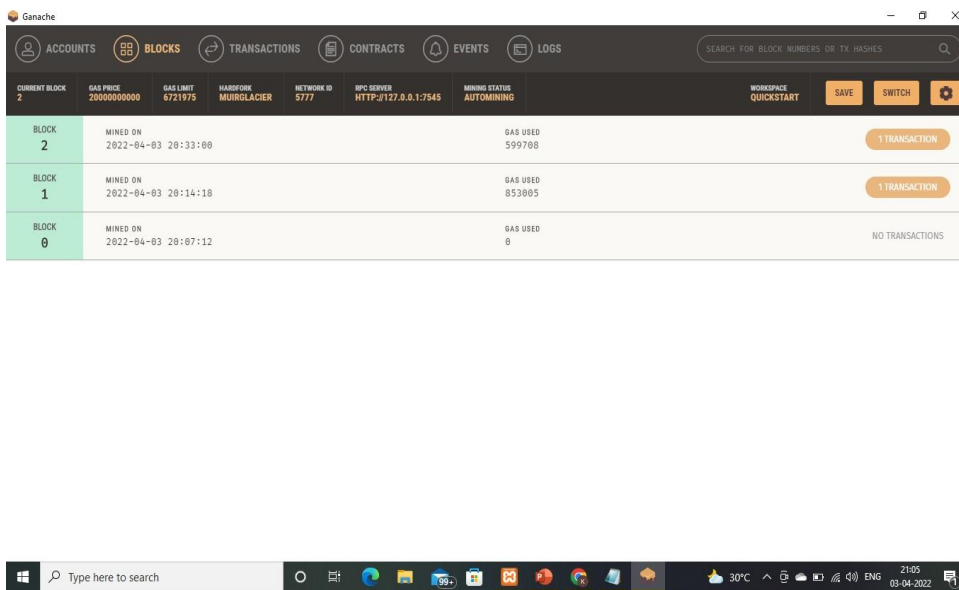 Ganache
ACCOUNTS BLOCKS TRANSACTIONS CONTRACTS EVENTS LOGS SEARCH FOR BLOCK NUMBERS OR TX HASHES
CURRENT BLOCK GAS PRICE GAS LIMIT HARDFORK NETWORK ID RPC SERVER MINING STATUS WORKSPACE
2 20000000000 6721975 MUIRGLACIER 5777 HTTP://127.0.0.1:7545 AUTOMINING QUICKSTART SAVE SWITCH
BLOCK MINED ON GAS USED
2 2022-04-03 20:33:00 599708 1 TRANSACTION
BLOCK MINED ON GAS USED
1 2022-04-03 20:14:18 853005 1 TRANSACTION
BLOCK MINED ON GAS USED
0 2022-04-03 20:07:12 0 NO TRANSACTIONS
Type here to search 99+ 30°C ENG 21:05
03-04-2022